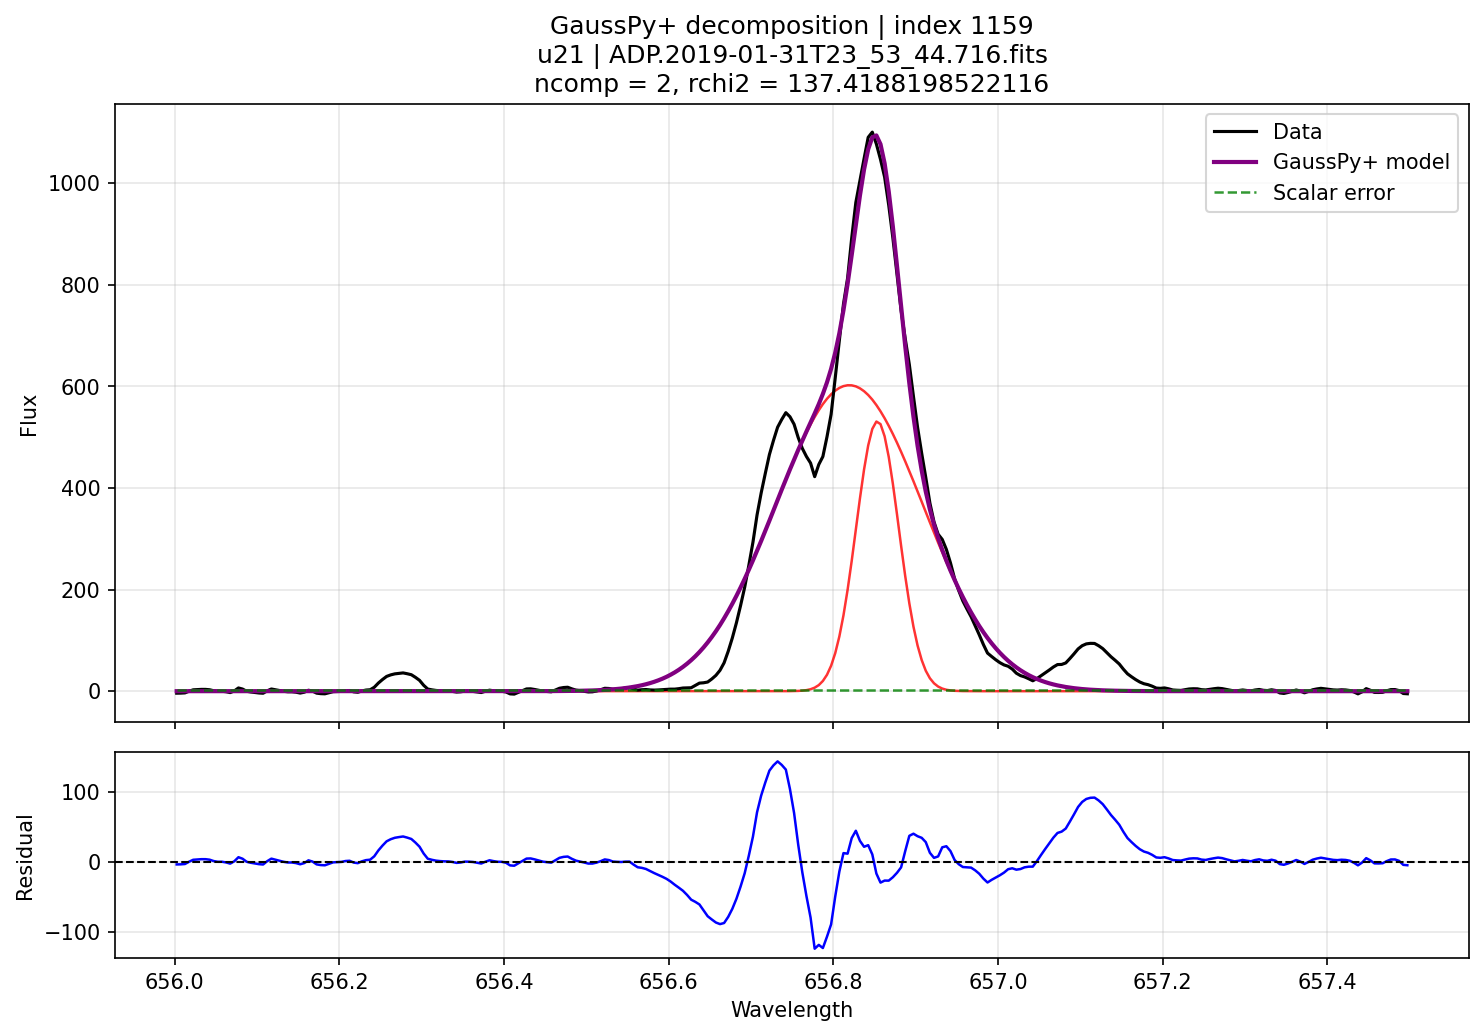 GaussPy+ decomposition | index 1159
u21 | ADP.2019-01-31T23_53_44.716.fits
ncomp = 2, rchi2 = 137.4188198522116
Data
GaussPy+ model
Scalar error
Flux
1000
800
600
400
200
0
Residual
100
0
−100
656.0 656.2 656.4 656.6 656.8 657.0 657.2 657.4
Wavelength